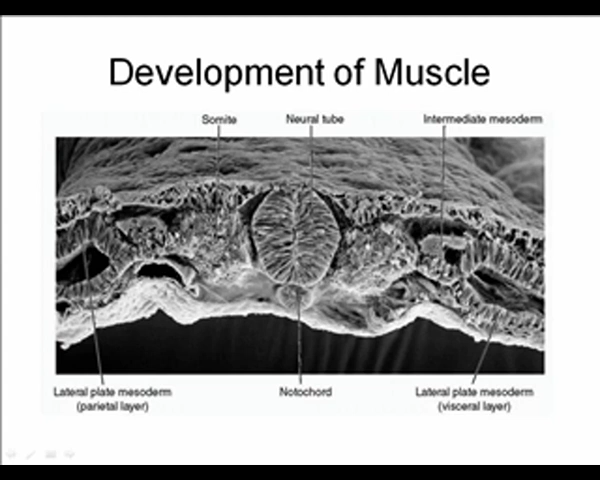 Development of Muscle
Somite
Neural tube
Intermediate mesoderm
Lateral plate mesoderm
(parietal layer)
Notochord
Lateral plate mesoderm
(visceral layer)